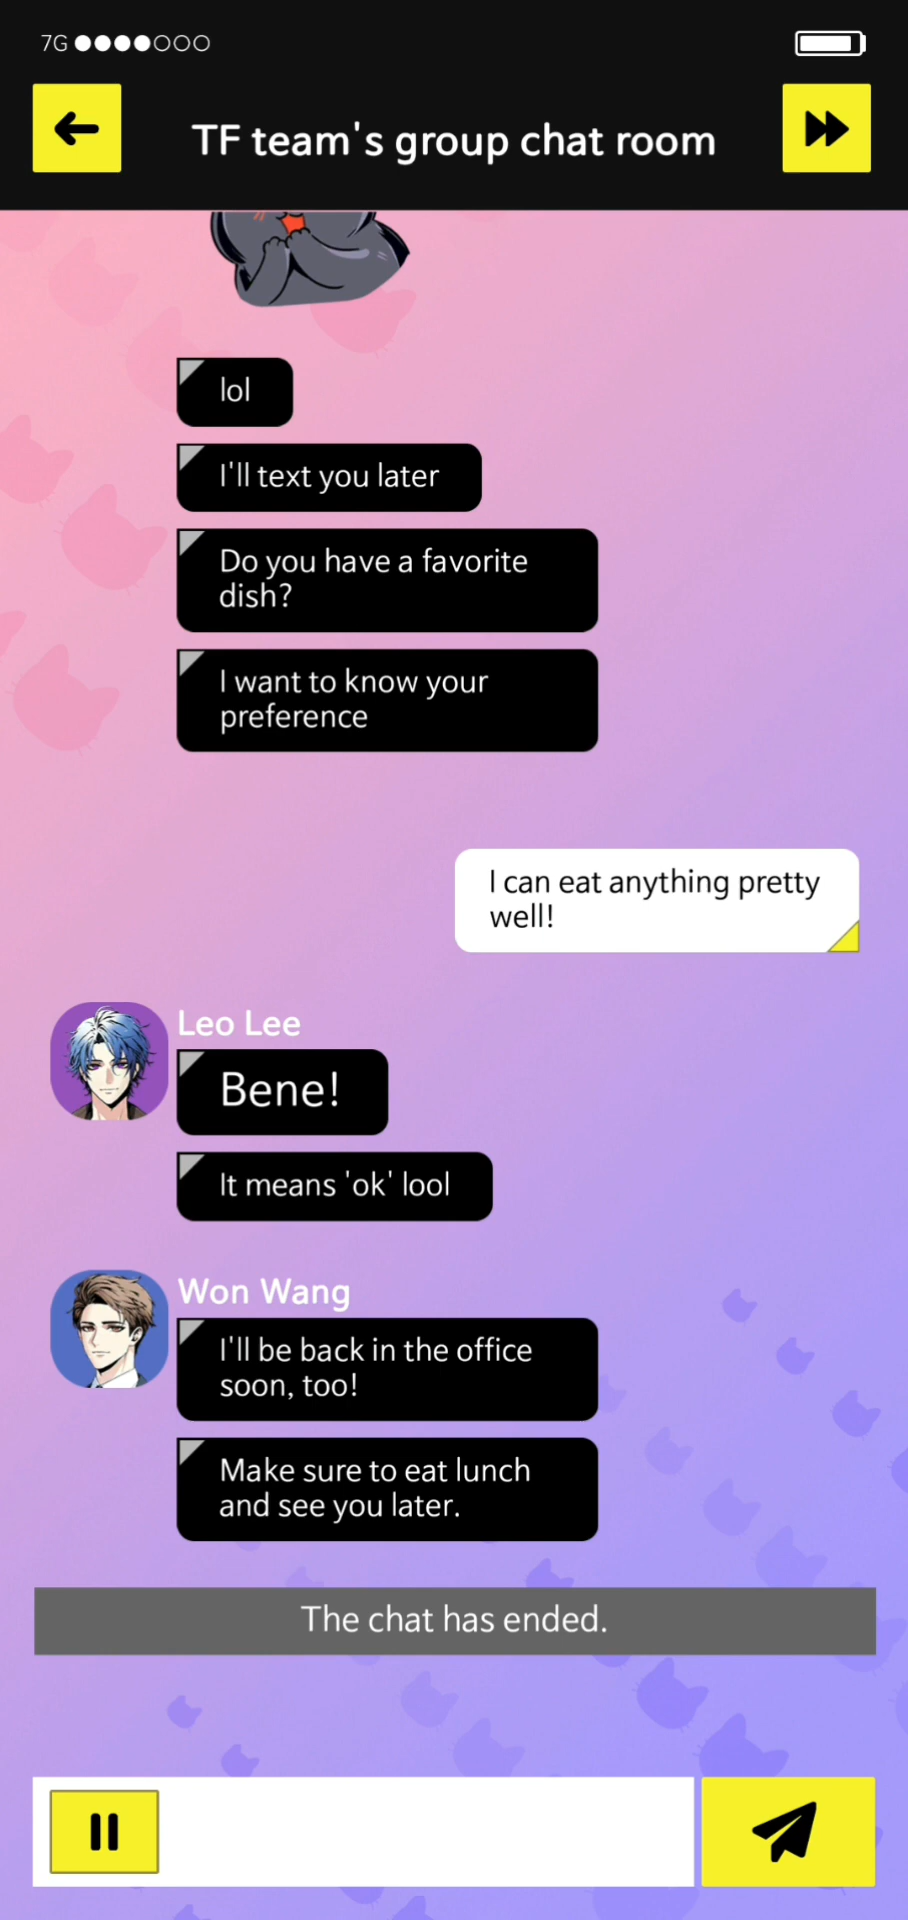 7G
TF team's group chat room
lol
I'll text you later
Do you have a favorite
dish?
I want to know your
preference
I can eat anything pretty
well!
Leo Lee
Bene!
It means 'ok' lool
Won Wang
I'll be back in the office
soon, too!
Make sure to eat lunch
and see you later.
The chat has ended.